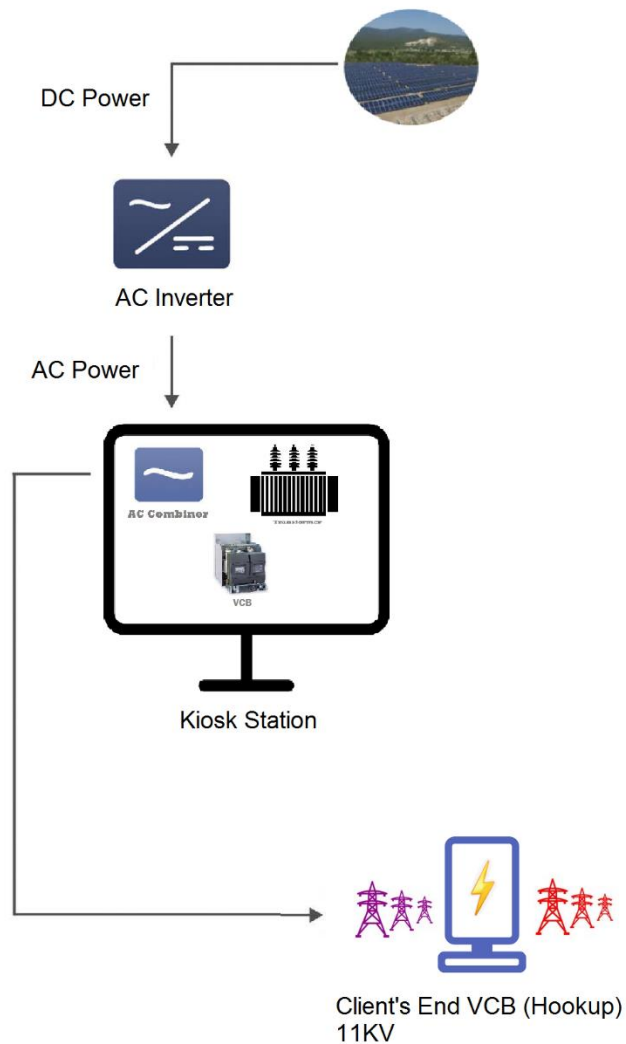 DC Power
AC Inverter
AC Power
AC Combiner
VCB
Kiosk Station
Client's End VCB (Hookup)
11KV